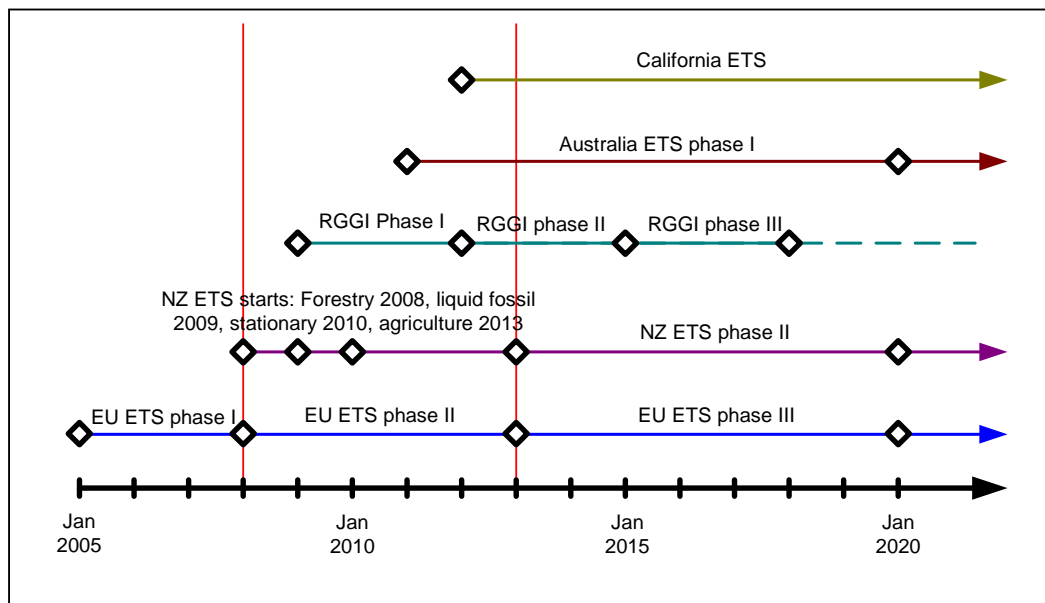 California ETS
Australia ETS phase I
RGGI Phase I
RGGI phase II
RGGI phase III
NZ ETS starts: Forestry 2008, liquid fossil
2009, stationary 2010, agriculture 2013
NZ ETS phase II
EU ETS phase I
EU ETS phase II
EU ETS phase III
Jan
2005
Jan
2010
Jan
2015
Jan
2020